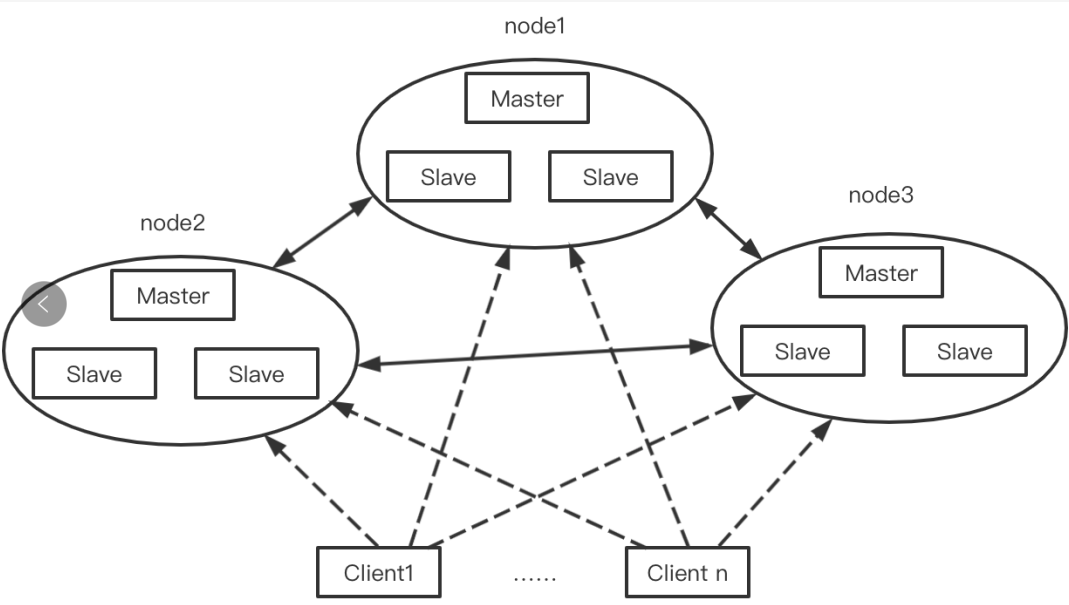 node1
Master
Slave
Slave
node2
Master
Slave
Slave
node3
Master
Slave
Slave
Client1
......
Client n